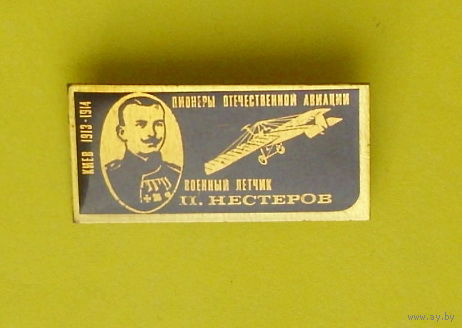 КИЕВ 1913-1914
ПИОНЕРЫ ОТЕЧЕСТВЕННОЙ АВИАЦИИ
ВОЕННЫЙ ЛЕТЧИК
П. НЕСТЕРОВ
www.ay.by